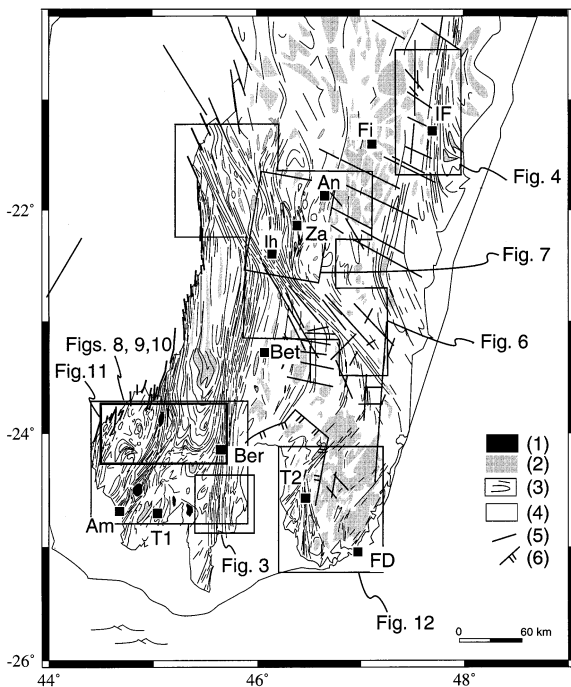 IF
Fi
Fig. 4
An
-22°
Za
Ih
Fig. 7
Figs. 8, 9,10
Bet
Fig. 6
Fig.11
-24°
Ber
(1)
(2)
T2
(3)
(4)
Am
T1
(5)
Fig. 3
FD
(6)
Fig. 12
0 60 km
-26°
44° 46° 48°